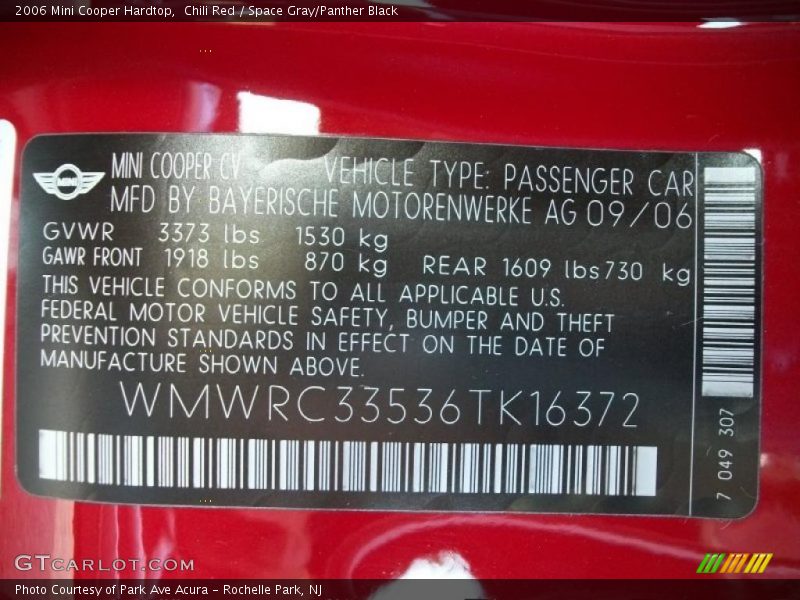 2006 Mini Cooper Hardtop,  Chili Red / Space Gray/Panther Black
MINI COOPER CV VEHICLE TYPE: PASSENGER CAR
MFD BY BAYERISCHE MOTORENWERKE AG 09/06
GVWR 3373 lbs 1530 kg
GAWR FRONT 1918 lbs 870 kg REAR 1609 lbs 730 kg
THIS VEHICLE CONFORMS TO ALL APPLICABLE U.S.
FEDERAL MOTOR VEHICLE SAFETY, BUMPER AND THEFT
PREVENTION STANDARDS IN EFFECT ON THE DATE OF
MANUFACTURE SHOWN ABOVE.
WMWRC33536TK16372
7 049 307
GTcarlot.com
Photo Courtesy of Park Ave Acura – Rochelle Park, NJ